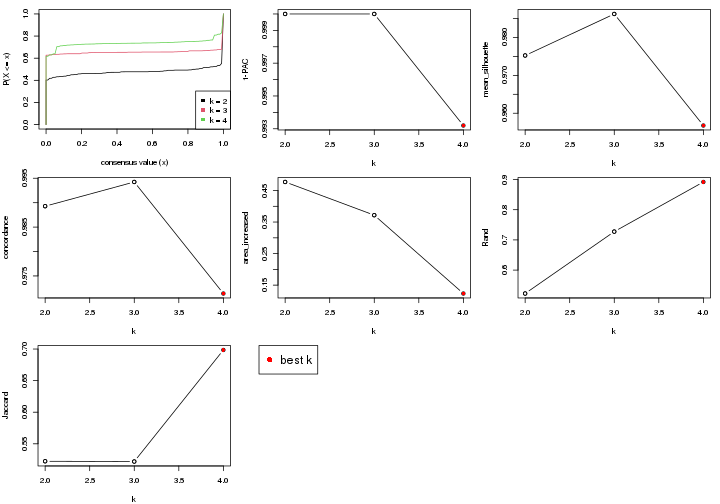 P(X <= x)
0.0 0.2 0.4 0.6 0.8 1.0
k = 2
k = 3
k = 4
0.0 0.2 0.4 0.6 0.8 1.0
consensus value (x)
1-PAC
0.993 0.995 0.997 0.999
2.0 2.5 3.0 3.5 4.0
k
mean_silhouette
0.960 0.970 0.980
2.0 2.5 3.0 3.5 4.0
k
concordance
0.975 0.985 0.995
2.0 2.5 3.0 3.5 4.0
k
area_increased
0.15 0.25 0.35 0.45
2.0 2.5 3.0 3.5 4.0
k
Rand
0.6 0.7 0.8 0.9
2.0 2.5 3.0 3.5 4.0
k
Jaccard
0.55 0.60 0.65 0.70
2.0 2.5 3.0 3.5 4.0
k
best k